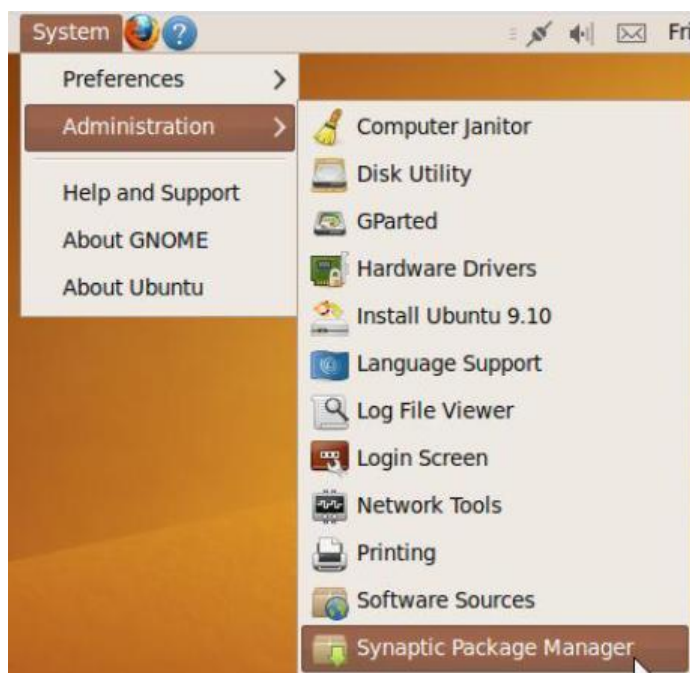 System Fri
Preferences
Administration
Help and Support
About GNOME
About Ubuntu
Computer Janitor
Disk Utility
GParted
Hardware Drivers
Install Ubuntu 9.10
Language Support
Log File Viewer
Login Screen
Network Tools
Printing
Software Sources
Synaptic Package Manager